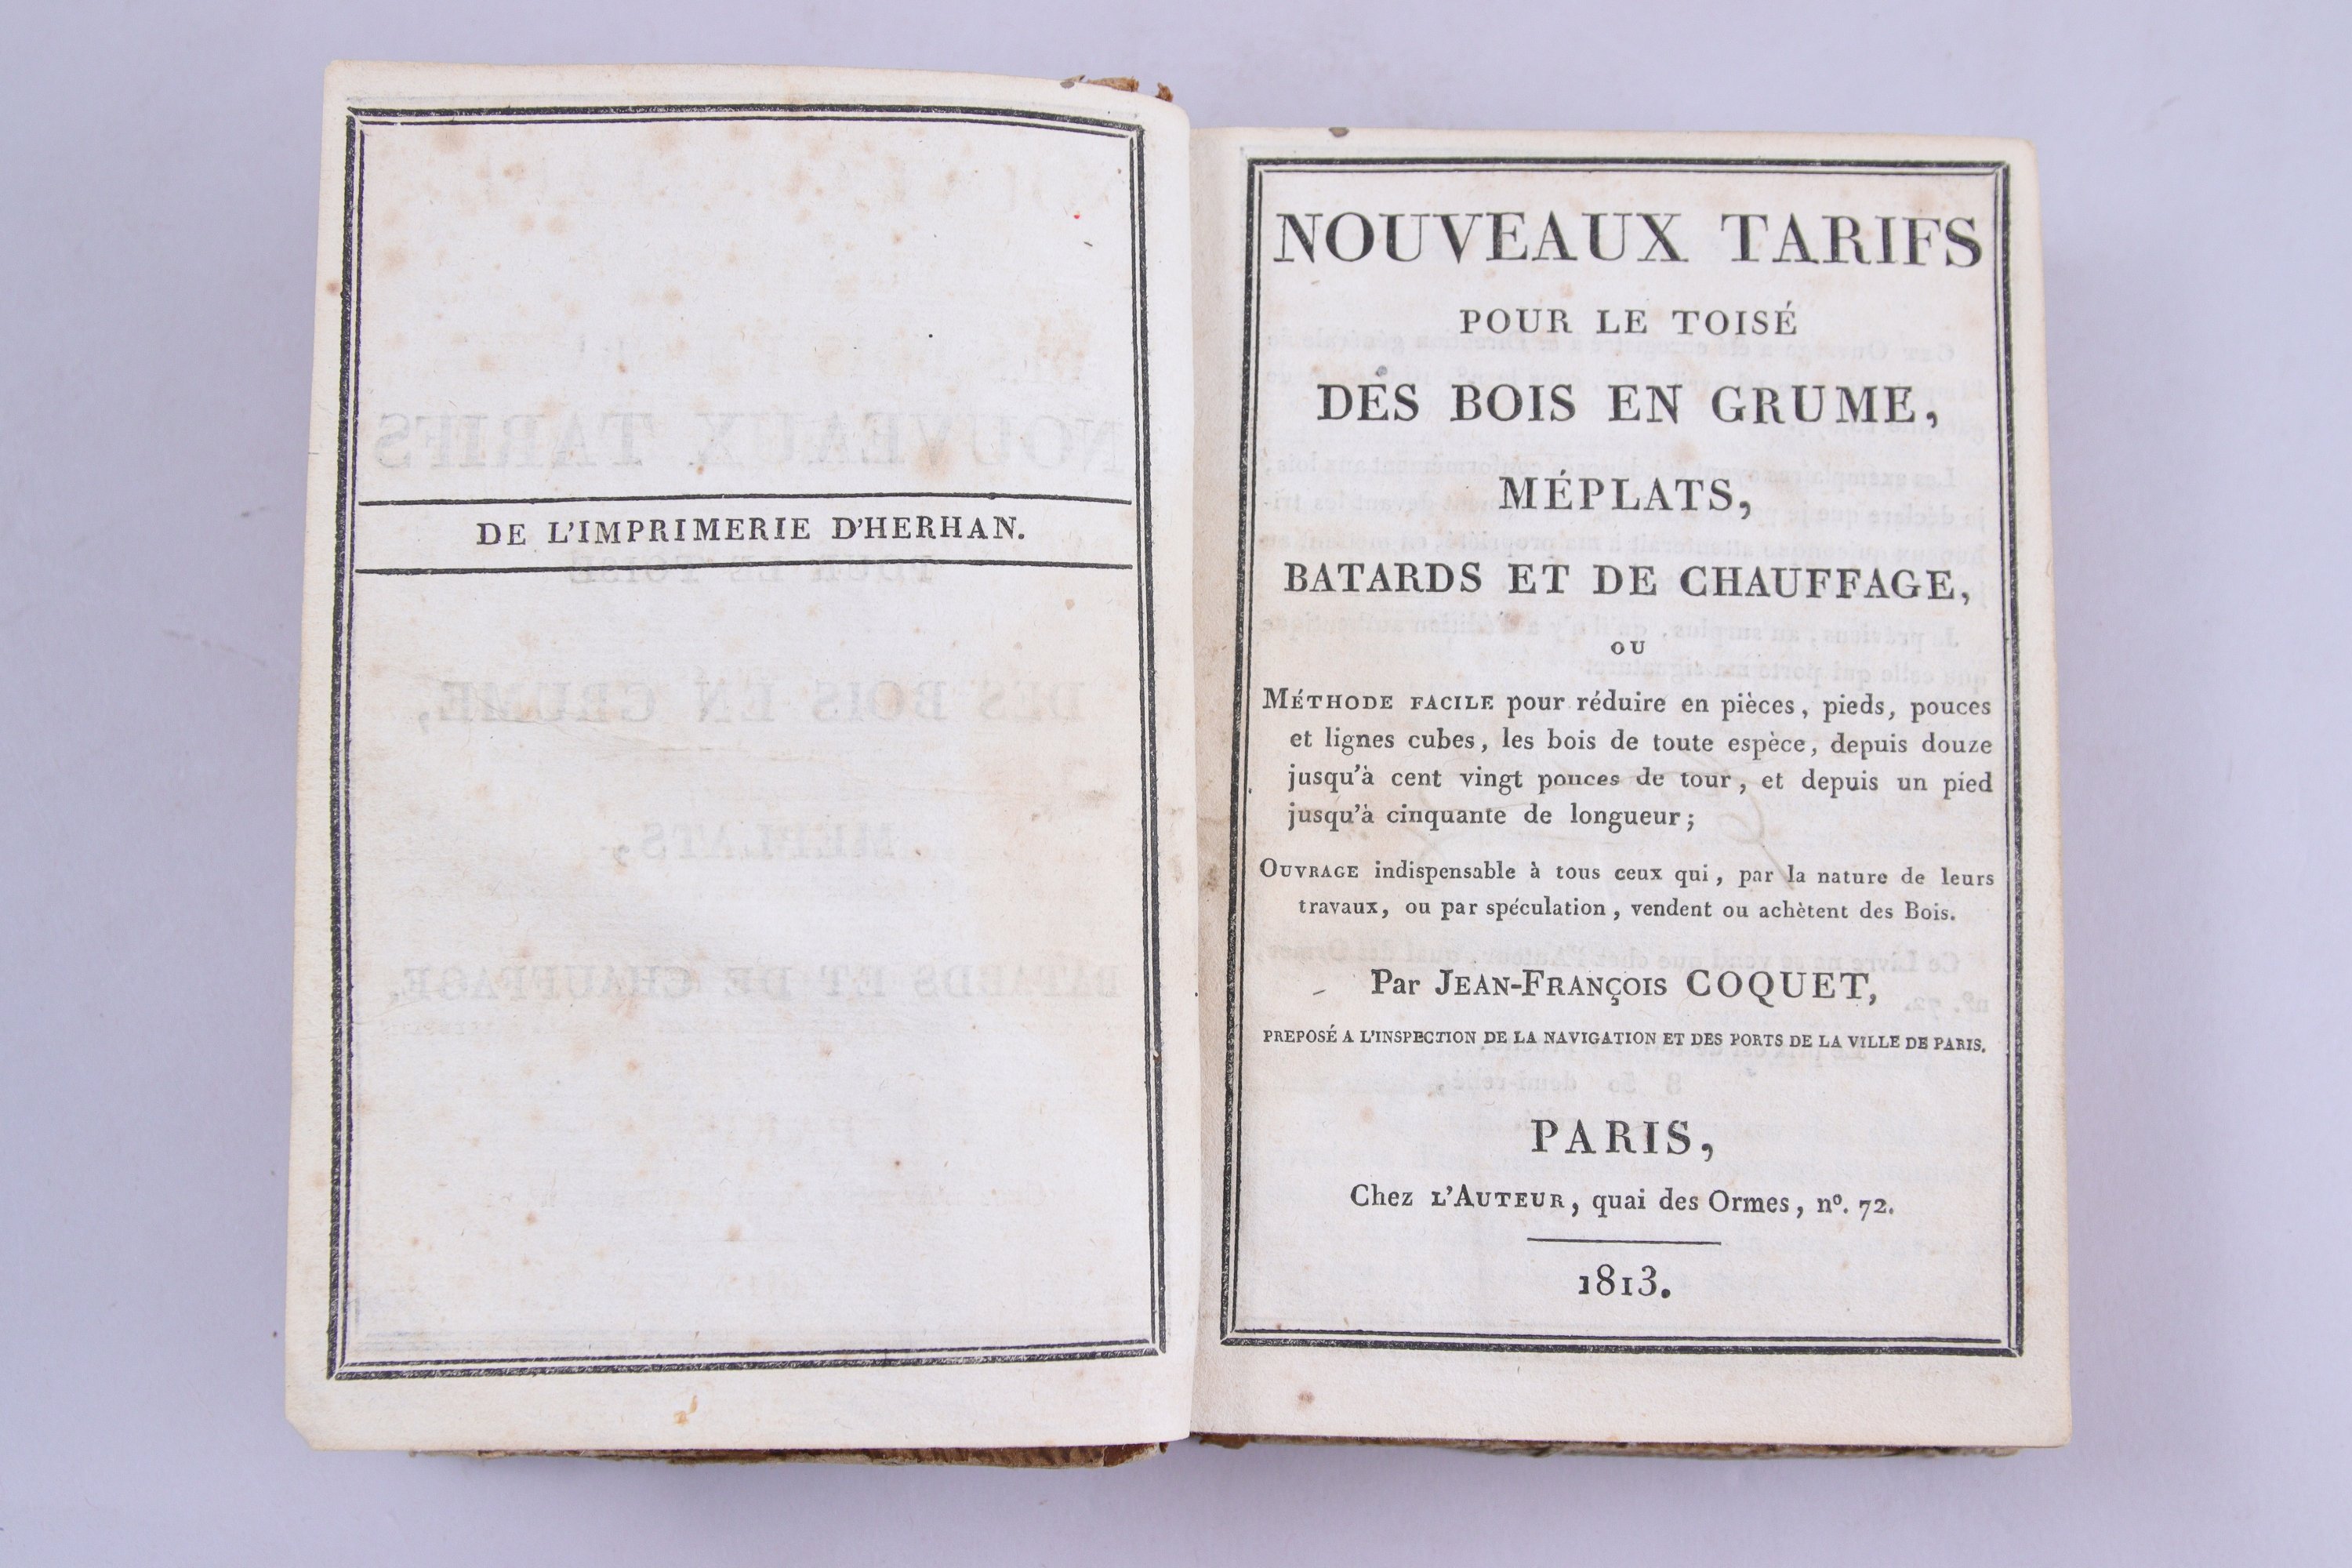 DE L'IMPRIMERIE D'HERHAN.
NOUVEAUX TARIFS
POUR LE TOISÉ
DES BOIS EN GRUME,
MÉPLATS,
BATARDS ET DE CHAUFFAGE,
OU
MÉTHODE FACILE pour réduire en pièces, pieds, pouces
et lignes cubes, les bois de toute espèce, depuis douze
jusqu'à cent vingt pouces de tour, et depuis un pied
jusqu'à cinquante de longueur;
OUVRAGE indispensable à tous ceux qui, par la nature de leurs
travaux, ou par spéculation, vendent ou achètent des Bois.
Par JEAN-FRANÇOIS COQUET,
PREPOSÉ A L'INSPECTION DE LA NAVIGATION ET DES PORTS DE LA VILLE DE PARIS.
PARIS,
Chez L'AUTEUR, quai des Ormes, nº. 72.
1813.